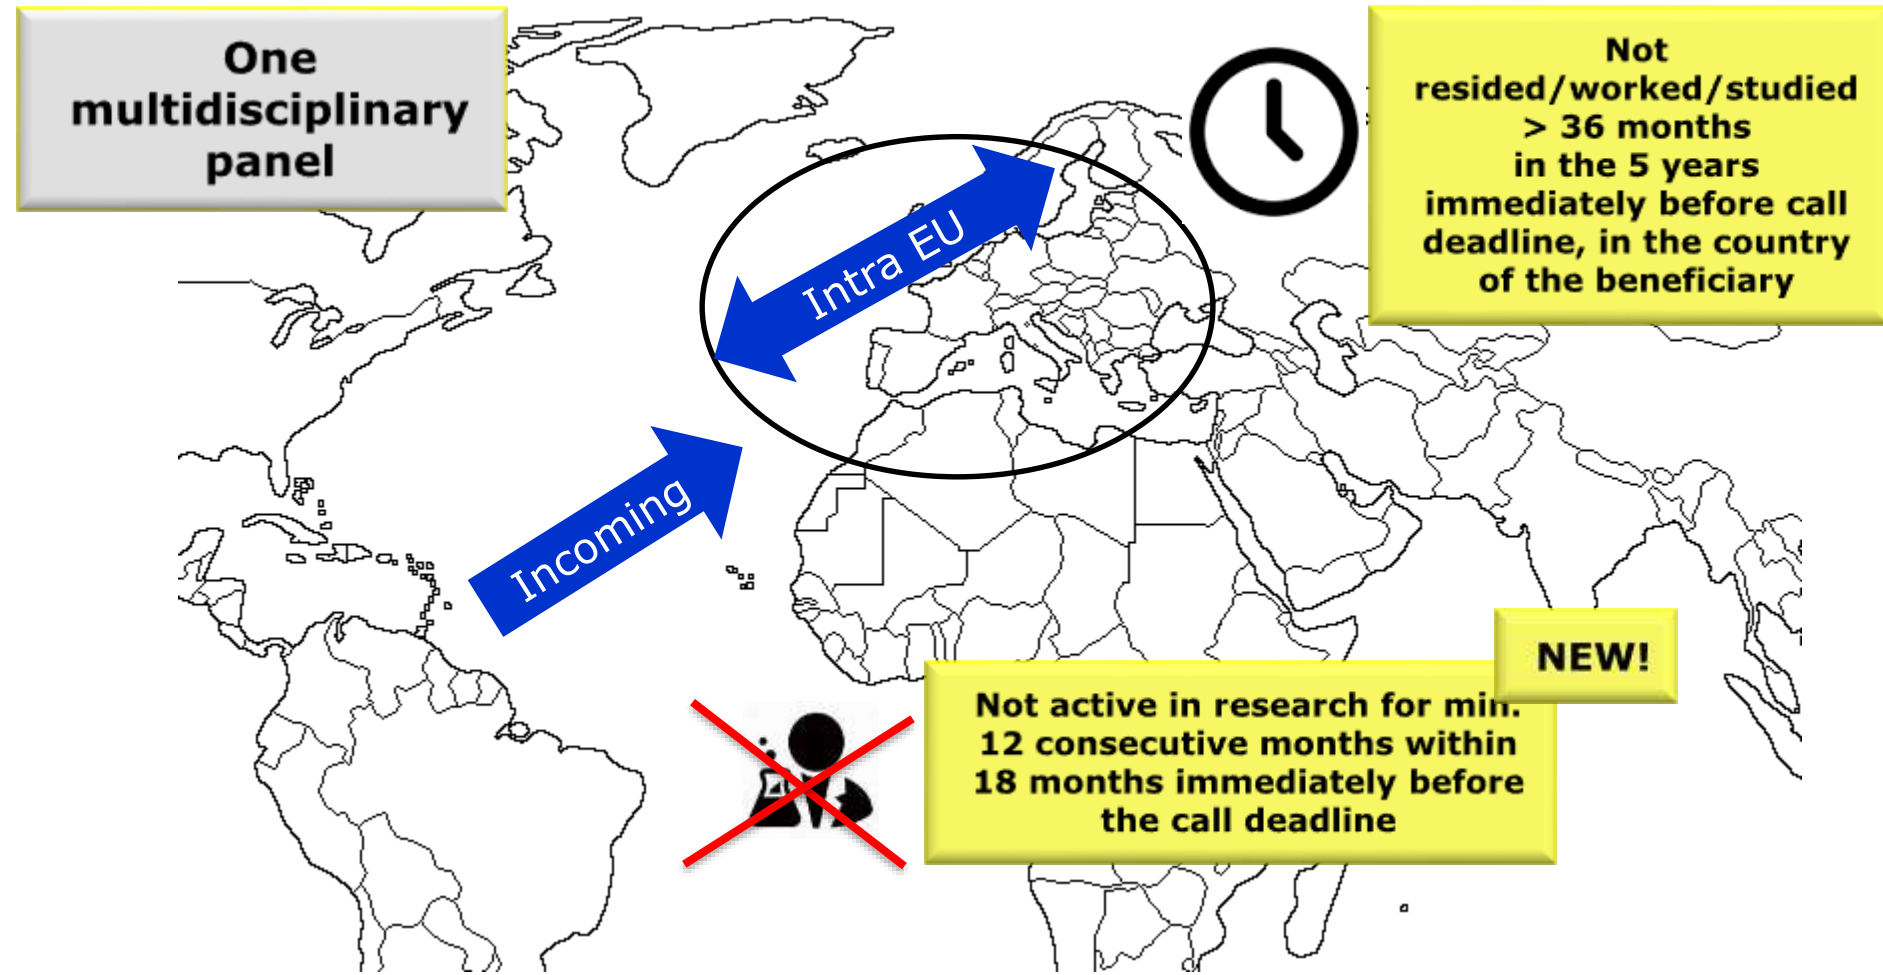 One
multidisciplinary
panel
Not
resided/worked/studied
> 36 months
in the 5 years
immediately before call
deadline, in the country
of the beneficiary
Intra EU
Incoming
NEW!
Not active in research for min.
12 consecutive months within
18 months immediately before
the call deadline